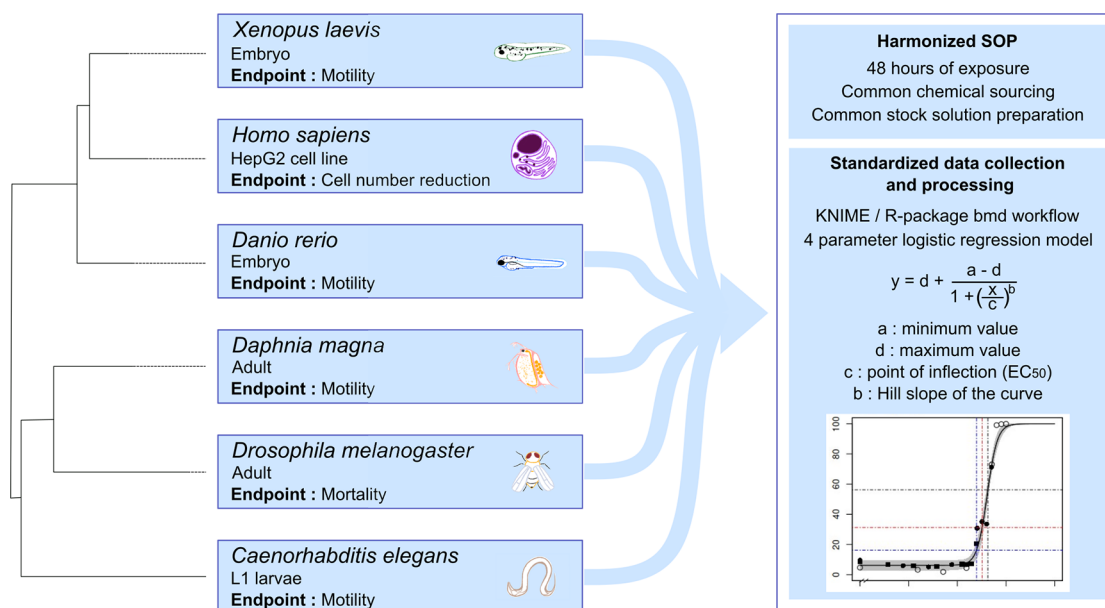 Xenopus laevis
Embryo
Endpoint : Motility
Homo sapiens
HepG2 cell line
Endpoint : Cell number reduction
Danio rerio
Embryo
Endpoint : Motility
Daphnia magna
Adult
Endpoint : Motility
Drosophila melanogaster
Adult
Endpoint : Mortality
Caenorhabditis elegans
L1 larvae
Endpoint : Motility
Harmonized SOP
48 hours of exposure
Common chemical sourcing
Common stock solution preparation
Standardized data collection
and processing
KNIME / R-package bmd workflow
4 parameter logistic regression model
y = d + a - d / 1 + (x/c)^b
a : minimum value
d : maximum value
c : point of inflection (EC50)
b : Hill slope of the curve
100
80
60
40
20
0